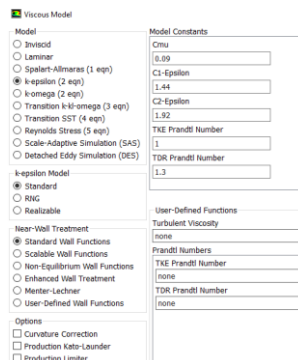 Viscous Model
Model
Inviscid
Laminar
Spalart-Allmaras (1 eqn)
k-epsilon (2 eqn)
k-omega (2 eqn)
Transition k-kl-omega (3 eqn)
Transition SST (4 eqn)
Reynolds Stress (5 eqn)
Scale-Adaptive Simulation (SAS)
Detached Eddy Simulation (DES)
k-epsilon Model
Standard
RNG
Realizable
Near-Wall Treatment
Standard Wall Functions
Scalable Wall Functions
Non-Equilibrium Wall Functions
Enhanced Wall Treatment
Menter-Lechner
User-Defined Wall Functions
Options
Curvature Correction
Production Kato-Launder
Production Limiter
Model Constants
Cmu
0.09
C1-Epsilon
1.44
C2-Epsilon
1.92
TKE Prandtl Number
1
TDR Prandtl Number
1.3
User-Defined Functions
Turbulent Viscosity
none
Prandtl Numbers
TKE Prandtl Number
none
TDR Prandtl Number
none